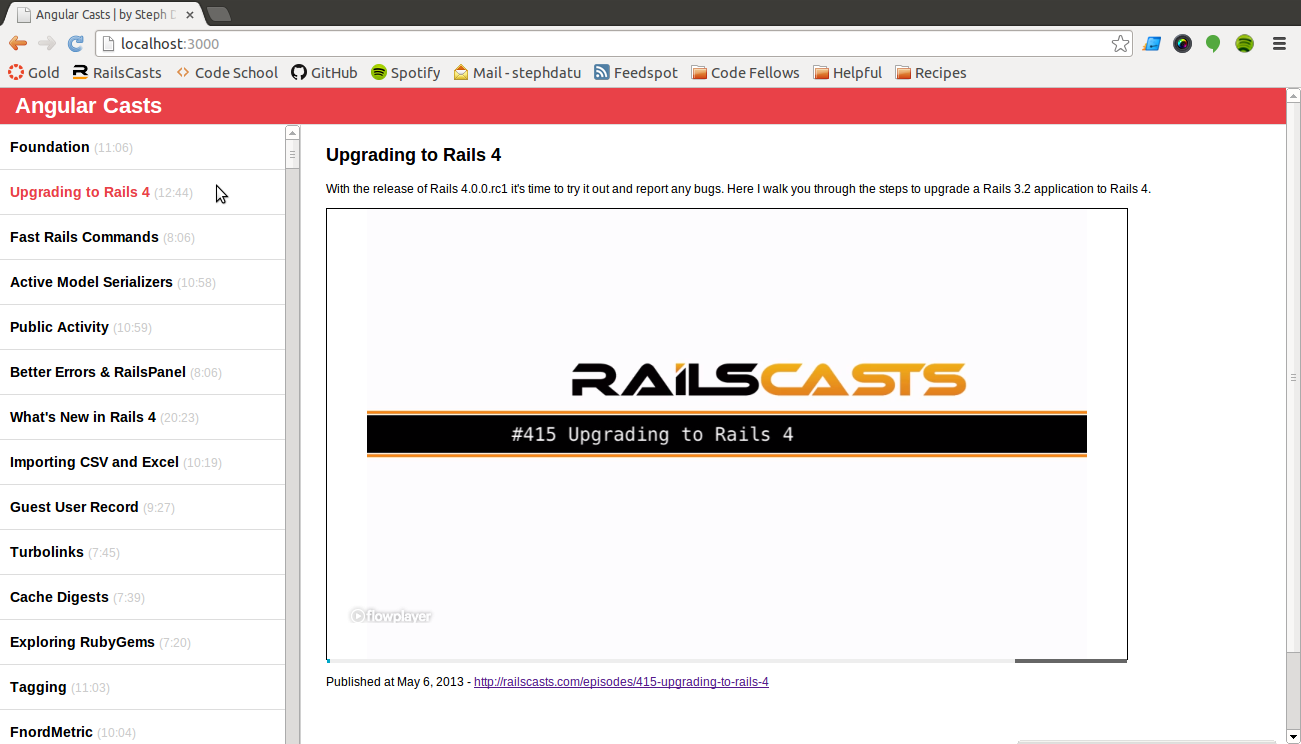 Angular Casts | by Steph D
localhost:3000
Gold RailsCasts Code School GitHub Spotify Mail - stephdatu Feedspot Code Fellows Helpful Recipes
Angular Casts
Foundation (11:06)
Upgrading to Rails 4 (12:44)
Fast Rails Commands (8:06)
Active Model Serializers (10:58)
Public Activity (10:59)
Better Errors & RailsPanel (8:06)
What's New in Rails 4 (20:23)
Importing CSV and Excel (10:19)
Guest User Record (9:27)
Turbolinks (7:45)
Cache Digests (7:39)
Exploring RubyGems (7:20)
Tagging (11:03)
FnordMetric (10:04)
Upgrading to Rails 4
With the release of Rails 4.0.0.rc1 it's time to try it out and report any bugs. Here I walk you through the steps to upgrade a Rails 3.2 application to Rails 4.
RAILSCASTS
#415 Upgrading to Rails 4
flowplayer
Published at May 6, 2013 - http://railscasts.com/episodes/415-upgrading-to-rails-4